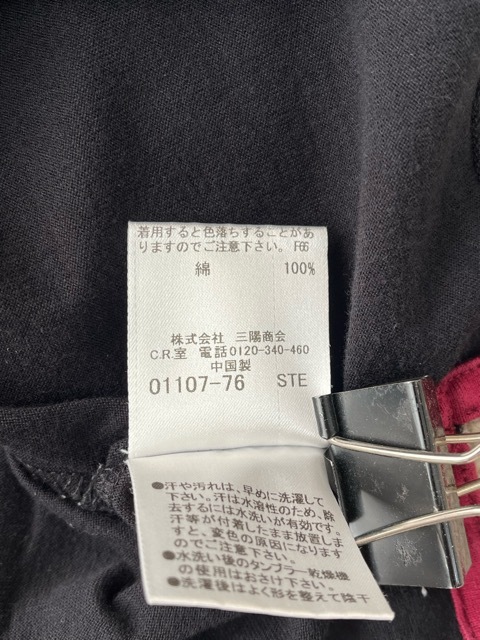 着用すると色落ちすることがあ
りますのでご注意下さい。F66
綿 100%
株式会社 三陽商会
C.R.室 電話0120-340-460
中国製
01107-76 STE
●汗や汚れは、早めに洗濯して
下さい。汗は水溶性のため、除
去するには水洗いが有効です。
汗等が付着したまま放置しま
すと、変色の原因になります
のでご注意下さい。
●水洗い後のタンブラー乾燥機
の使用はおさけ下さい。
●洗濯後はよく形を整えて陰干